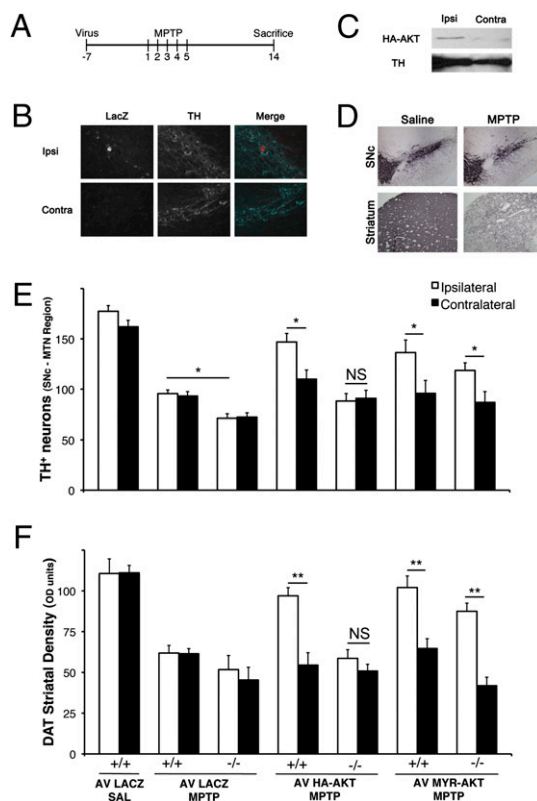 A
Virus
MPTP
Sacrifice
-7
1 2 3 4 5
14
B
LacZ
TH
Merge
Ipsi
Contra
C
Ipsi
Contra
HA-AKT
TH
D
Saline
MPTP
SNc
Striatum
E
Ipsilateral
Contralateral
TH+ neurons (SNc - MTN Region)
150
100
50
0
*
*
NS
*
*
F
DAT Striatal Density (OD units)
100
75
50
25
0
**
NS
**
**
+/+
+/+
-/-
+/+
-/-
+/+
-/-
AV LACZ
SAL
AV LACZ
MPTP
AV HA-AKT
MPTP
AV MYR-AKT
MPTP